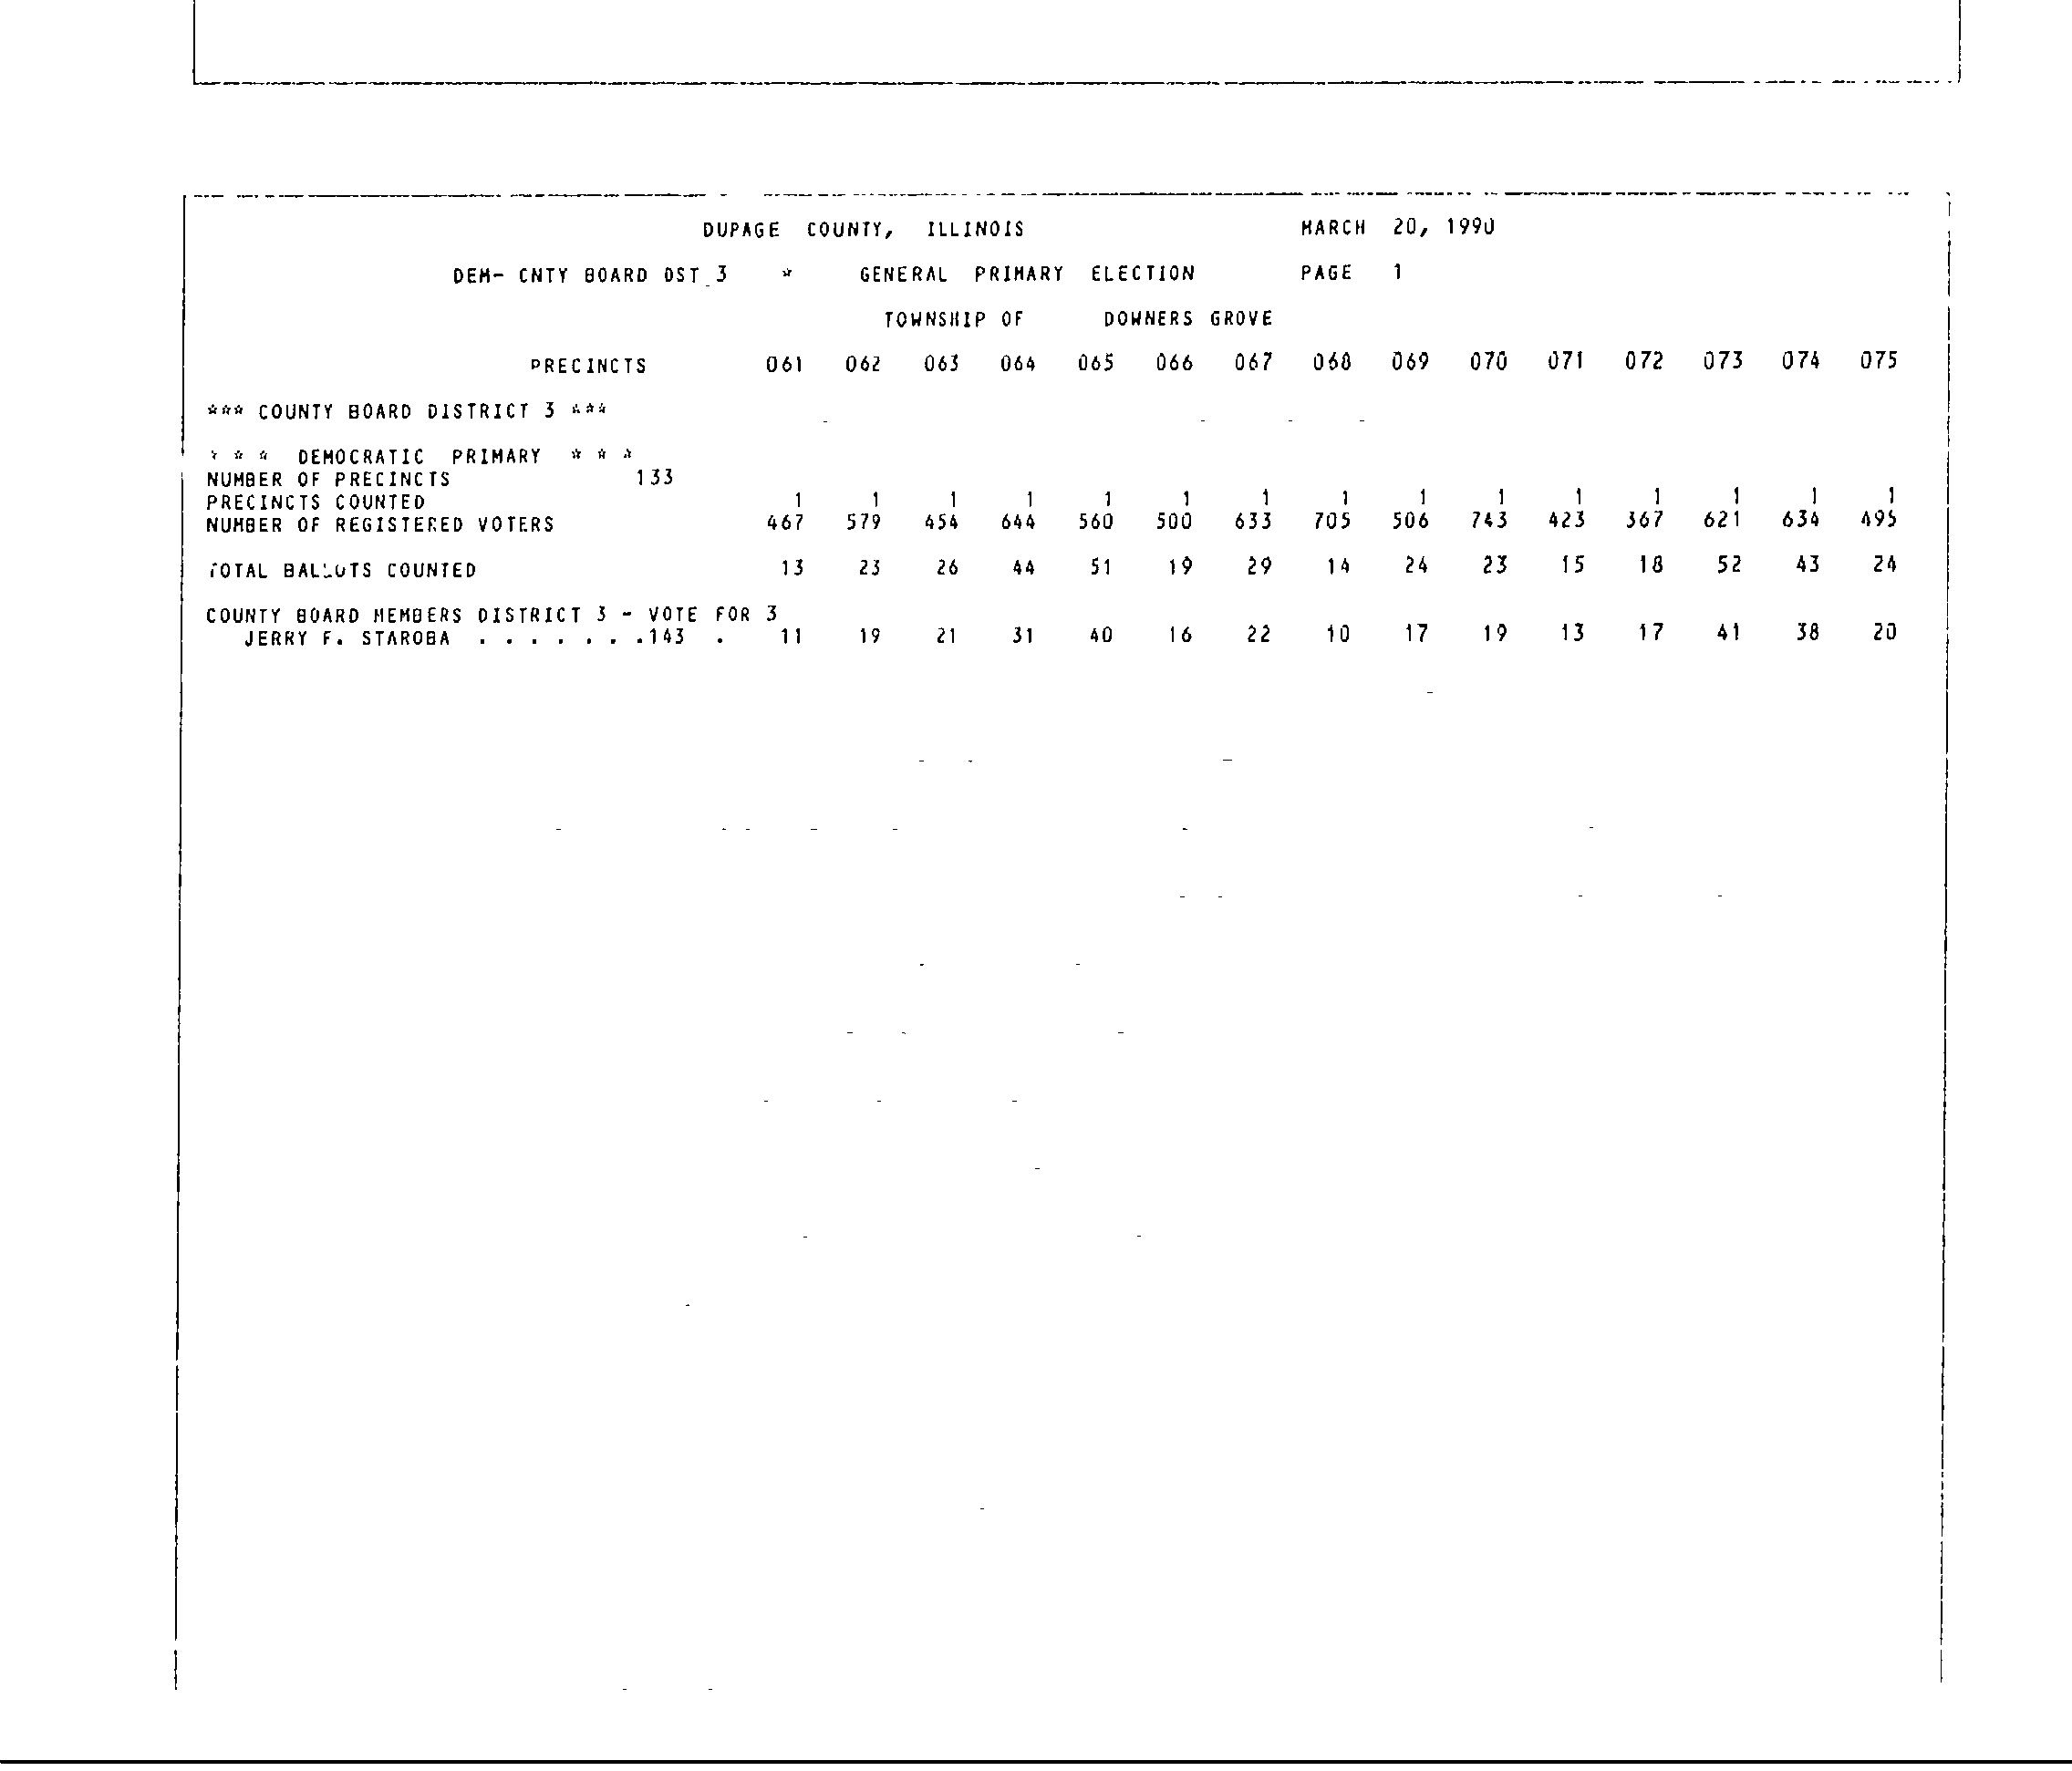 DUPAGE COUNTY, ILLINOIS MARCH 20, 1990
DEM- CNTY BOARD DST 3 * GENERAL PRIMARY ELECTION PAGE 1
TOWNSHIP OF DOWNERS GROVE
PRECINCTS 061 062 063 064 065 066 067 068 069 070 071 072 073 074 075
*** COUNTY BOARD DISTRICT 3 ***
* * * DEMOCRATIC PRIMARY * * *
NUMBER OF PRECINCTS 133
PRECINCTS COUNTED 1 1 1 1 1 1 1 1 1 1 1 1 1 1 1
NUMBER OF REGISTERED VOTERS 467 579 454 644 560 500 633 705 506 743 423 367 621 634 495
TOTAL BALLOTS COUNTED 13 23 26 44 51 19 29 14 24 23 15 18 52 43 24
COUNTY BOARD MEMBERS DISTRICT 3 - VOTE FOR 3
JERRY F. STAROBA . . . . . . .143 . 11 19 21 31 40 16 22 10 17 19 13 17 41 38 20